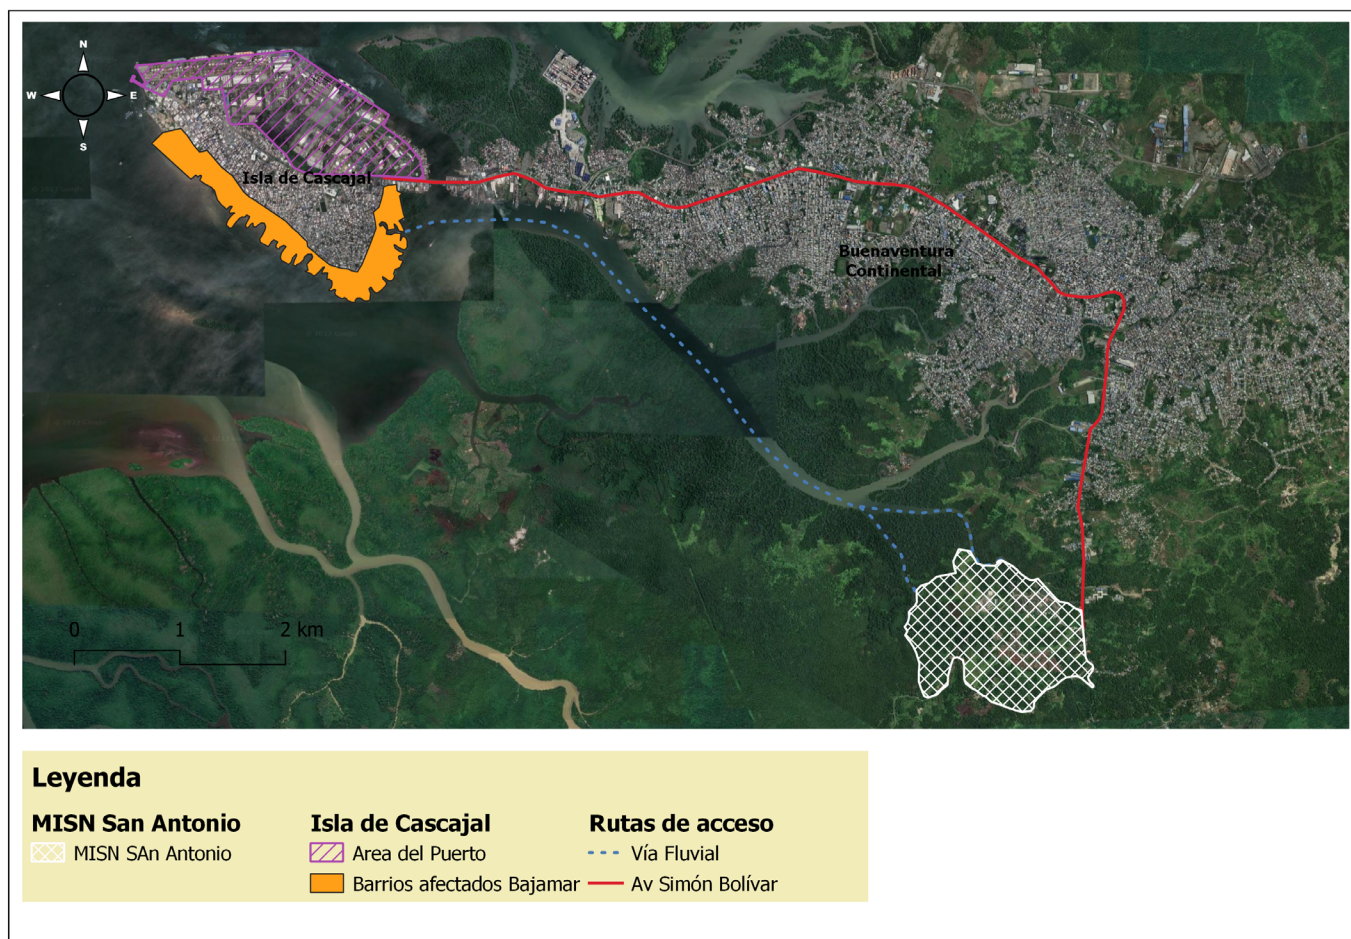 N
W E
S
Isla de Cascajal
Buenaventura
Continental
0 1 2 km
Leyenda
MISN San Antonio
MISN SAn Antonio
Isla de Cascajal
Area del Puerto
Barrios afectados Bajamar
Rutas de acceso
Vía Fluvial
Av Simón Bolívar